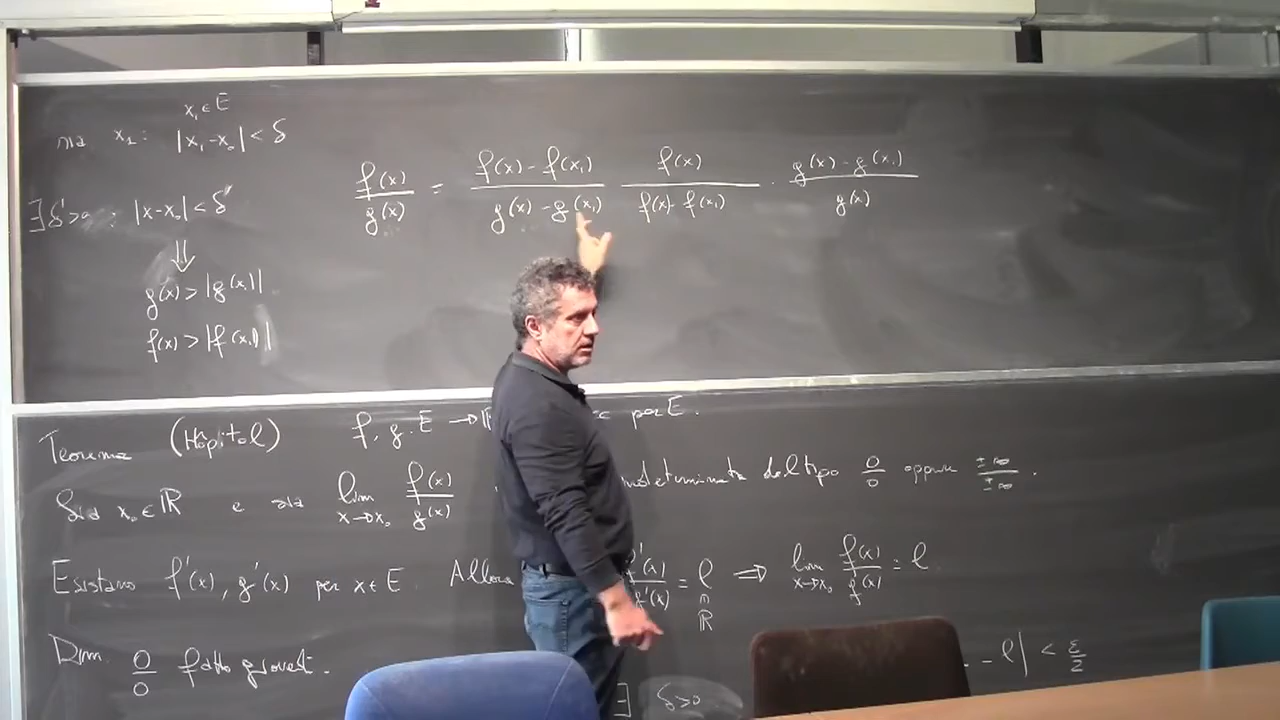 x₁ ∈ E
sia x₁: |x₁-x₀| < δ
∃ δ'>0 : |x-x₀| < δ'
⇓
g(x) > |g(x₁)|
f(x) > |f(x₁)|
f(x)/g(x) = (f(x) - f(x₁))/(g(x) - g(x₁)) f(x)/(f(x) - f(x₁)) · (g(x) - g(x₁))/g(x)
Teorema (Hôpital) f, g: E → ℝ per E.
Sia x₀ ∈ ℝ e sia lim x→x₀ f(x)/g(x) indeterminata del tipo 0/0 oppure ±∞/±∞.
Esistano f'(x), g'(x) per x ∈ E. Allora f'(x)/g'(x) = l ∈ ℝ ⇒ lim x→x₀ f(x)/g(x) = l.
Dim. 0/0 fatto giovedì. - l| < ε/2
∃ δ>0